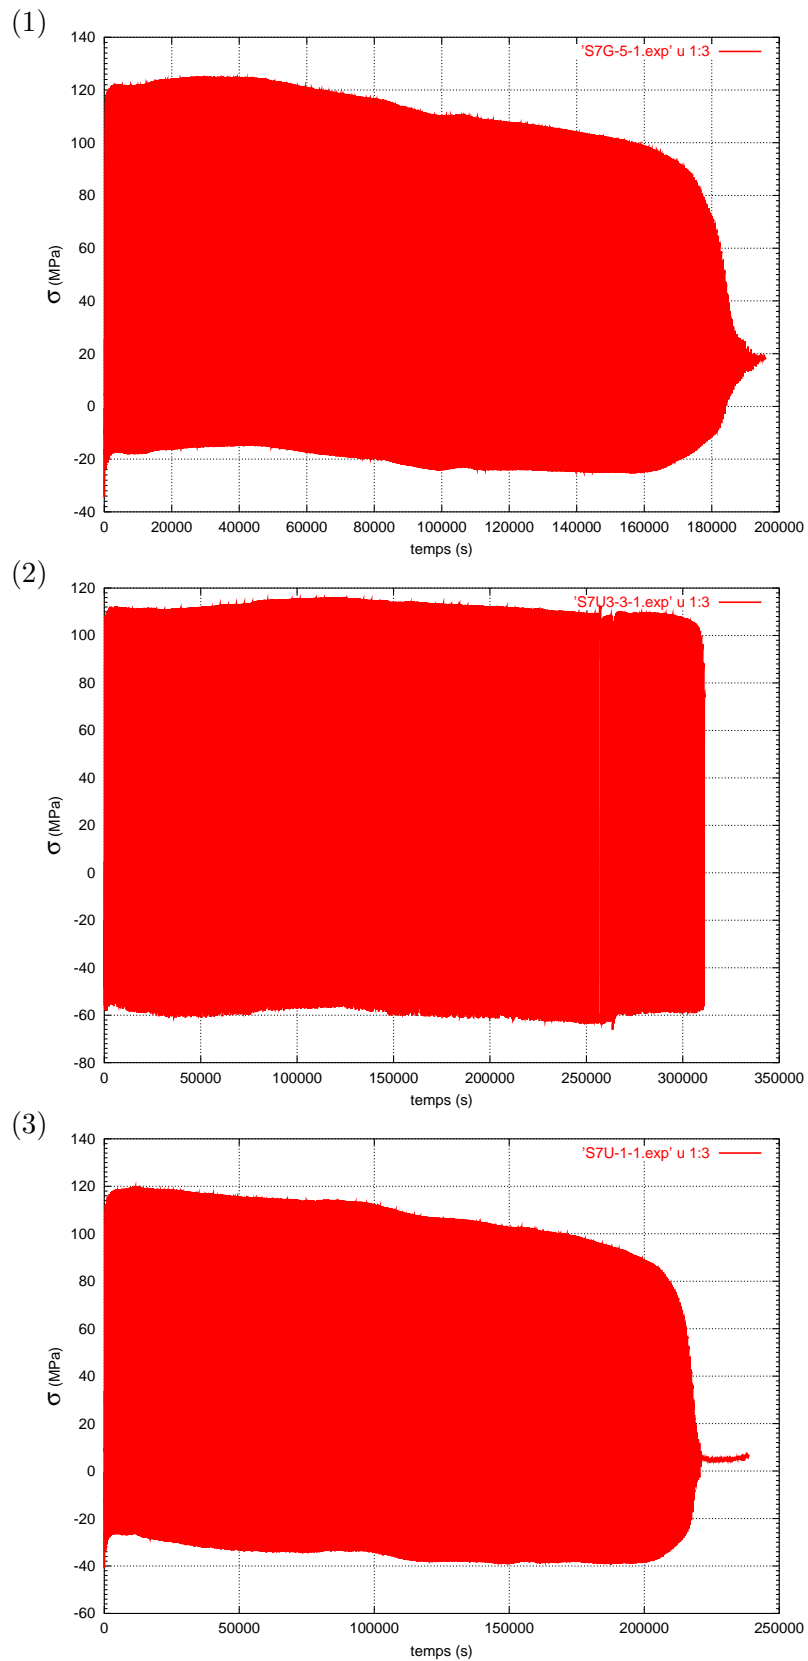 (1)
140
'S7G-5-1.exp' u 1:3
120
100
80
60
40
20
0
-20
-40
σ (MPa)
0 20000 40000 60000 80000 100000 120000 140000 160000 180000 200000
temps (s)
(2)
120
'S7U3-3-1.exp' u 1:3
100
80
60
40
20
0
-20
-40
-60
-80
σ (MPa)
0 50000 100000 150000 200000 250000 300000 350000
temps (s)
(3)
140
'S7U-1-1.exp' u 1:3
120
100
80
60
40
20
0
-20
-40
-60
σ (MPa)
0 50000 100000 150000 200000 250000
temps (s)